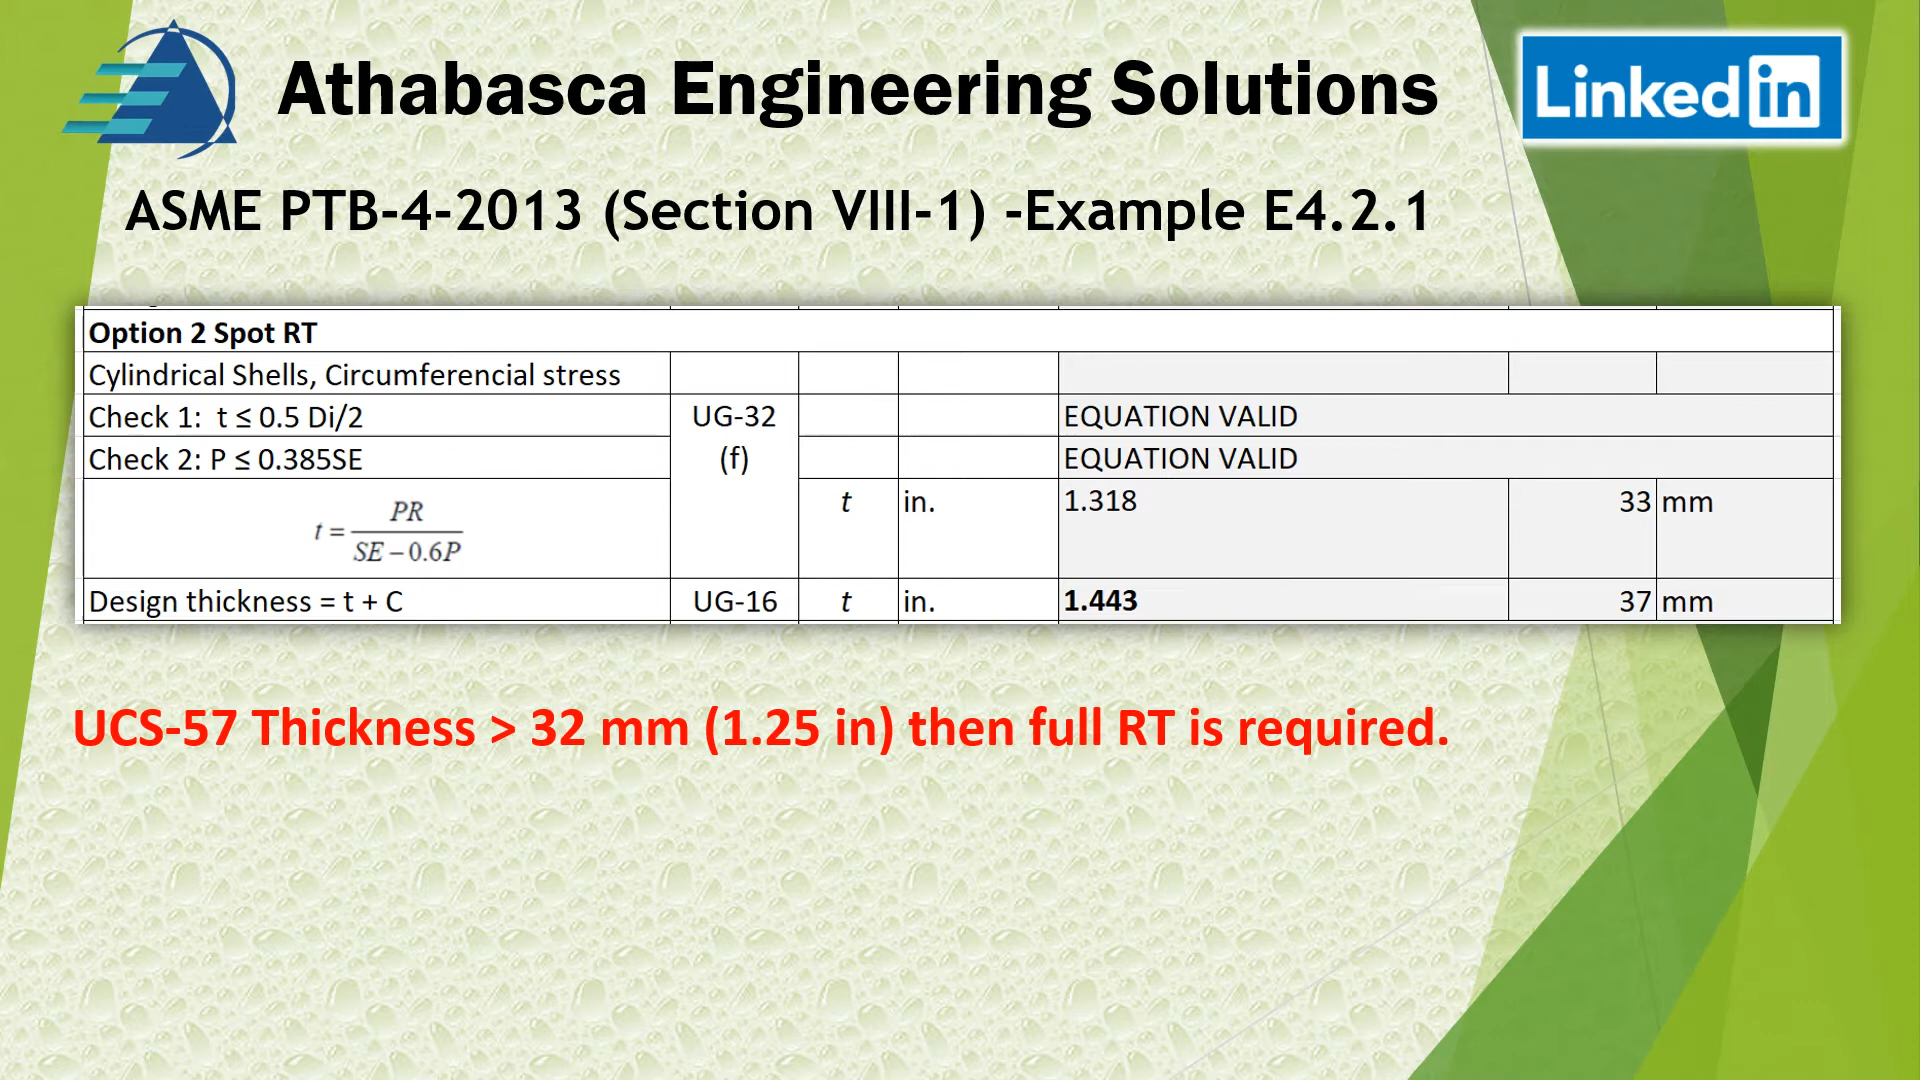 Athabasca Engineering Solutions
Linked in
ASME PTB-4-2013 (Section VIII-1) -Example E4.2.1
Option 2 Spot RT
Cylindrical Shells, Circumferencial stress
Check 1: t ≤ 0.5 Di/2 UG-32 EQUATION VALID
Check 2: P ≤ 0.385SE (f) EQUATION VALID
t = PR / SE – 0.6P t in. 1.318 33 mm
Design thickness = t + C UG-16 t in. 1.443 37 mm
UCS-57 Thickness > 32 mm (1.25 in) then full RT is required.